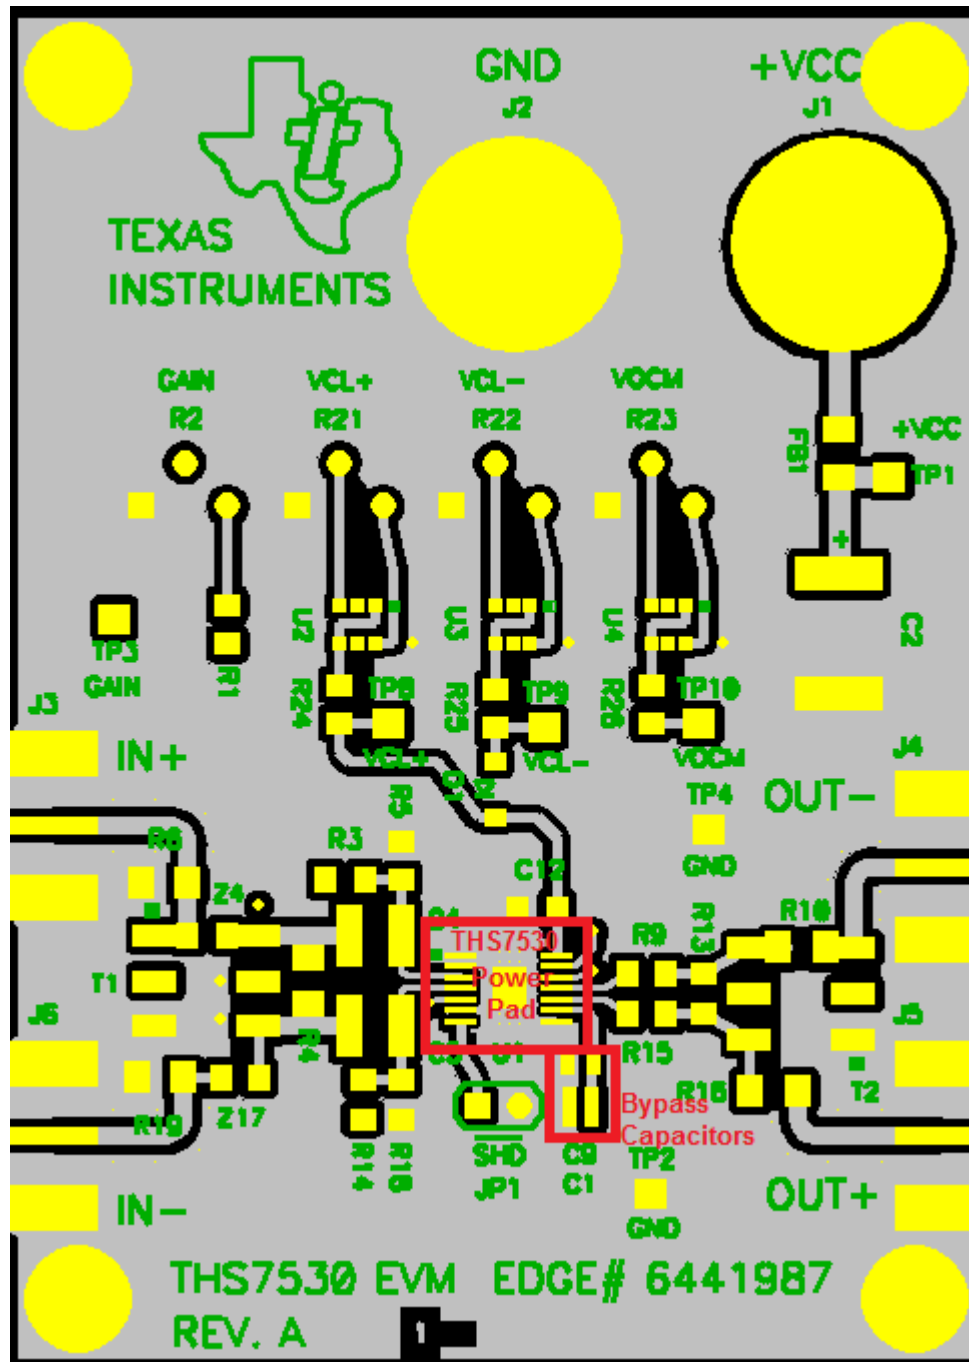 GND
+VCC
J2
J1
TEXAS
INSTRUMENTS
GAIN
VCL+
VCL-
VOCM
R2
R21
R22
R23
+VCC
FB1
TP1
+
U2
U3
U4
C2
TP3
GAIN
R1
R24
TP8
R25
TP9
R26
TP10
J3
VCL+
VCL-
VOCM
J4
IN+
OUT-
TP4
GND
R6
R3
C12
Z4
R9
R13
R10
THS7530
Power
Pad
T1
J6
J5
R4
U1
R15
T2
R19
Z17
R16
Bypass
Capacitors
R14
R18
SHD
JP1
C9
C1
TP2
GND
IN-
OUT+
THS7530 EVM EDGE# 6441987
REV. A
1